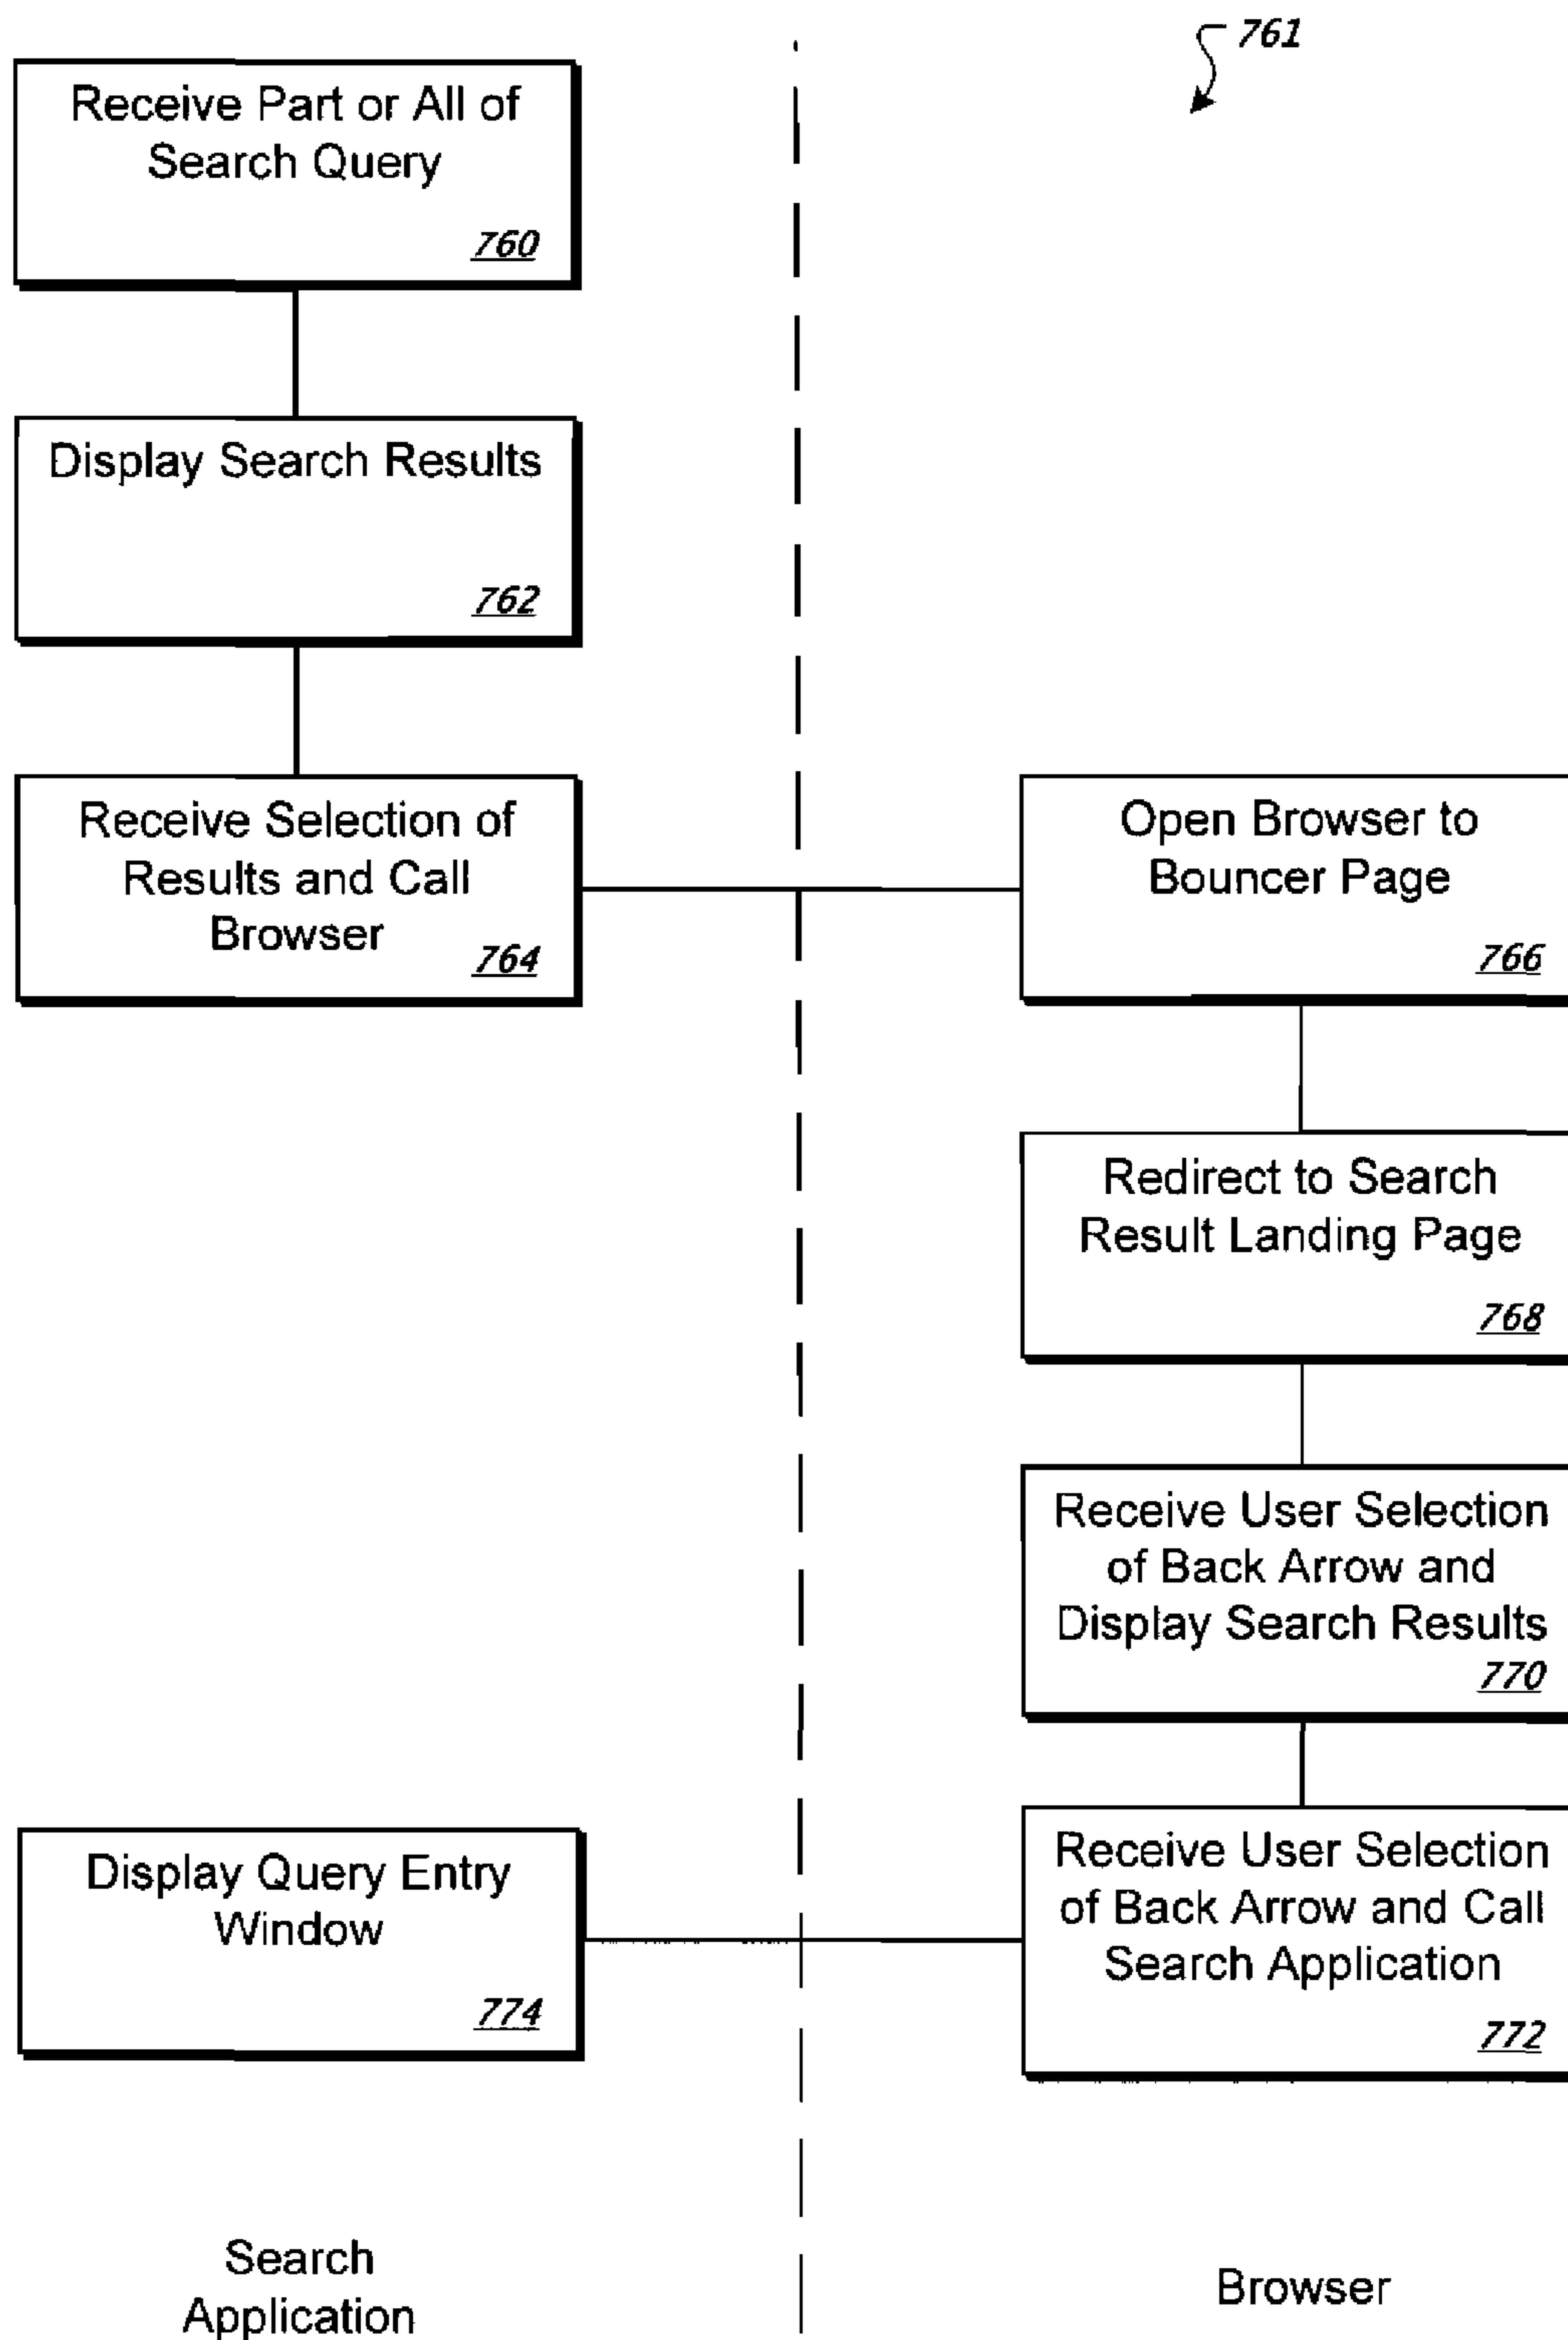 761
Receive Part or All of
Search Query
760
Display Search Results
762
Receive Selection of
Results and Call
Browser
764
Open Browser to
Bouncer Page
766
Redirect to Search
Result Landing Page
768
Receive User Selection
of Back Arrow and
Display Search Results
770
Receive User Selection
of Back Arrow and Call
Search Application
772
Display Query Entry
Window
774
Search
Application
Browser